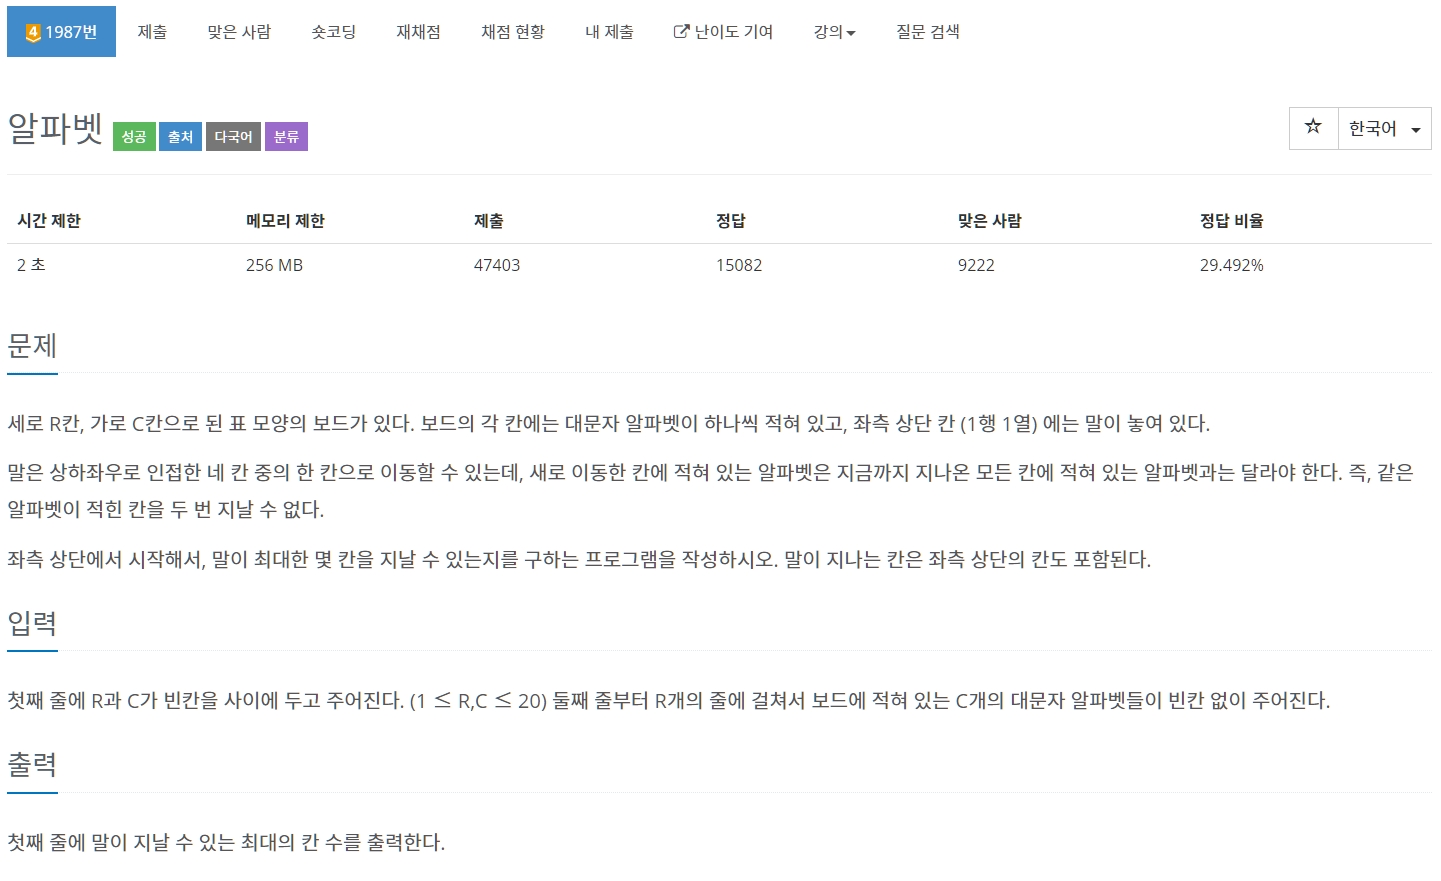 4 1987번 제출 맞은 사람 숏코딩 재채점 채점 현황 내 제출 난이도 기여 강의 질문 검색
알파벳 성공 출처 다국어 분류 한국어
시간 제한 메모리 제한 제출 정답 맞은 사람 정답 비율
2 초 256 MB 47403 15082 9222 29.492%
문제
세로 R칸, 가로 C칸으로 된 표 모양의 보드가 있다. 보드의 각 칸에는 대문자 알파벳이 하나씩 적혀 있고, 좌측 상단 칸 (1행 1열) 에는 말이 놓여 있다.
말은 상하좌우로 인접한 네 칸 중의 한 칸으로 이동할 수 있는데, 새로 이동한 칸에 적혀 있는 알파벳은 지금까지 지나온 모든 칸에 적혀 있는 알파벳과는 달라야 한다. 즉, 같은
알파벳이 적힌 칸을 두 번 지날 수 없다.
좌측 상단에서 시작해서, 말이 최대한 몇 칸을 지날 수 있는지를 구하는 프로그램을 작성하시오. 말이 지나는 칸은 좌측 상단의 칸도 포함된다.
입력
첫째 줄에 R과 C가 빈칸을 사이에 두고 주어진다. (1 ≤ R,C ≤ 20) 둘째 줄부터 R개의 줄에 걸쳐서 보드에 적혀 있는 C개의 대문자 알파벳들이 빈칸 없이 주어진다.
출력
첫째 줄에 말이 지날 수 있는 최대의 칸 수를 출력한다.